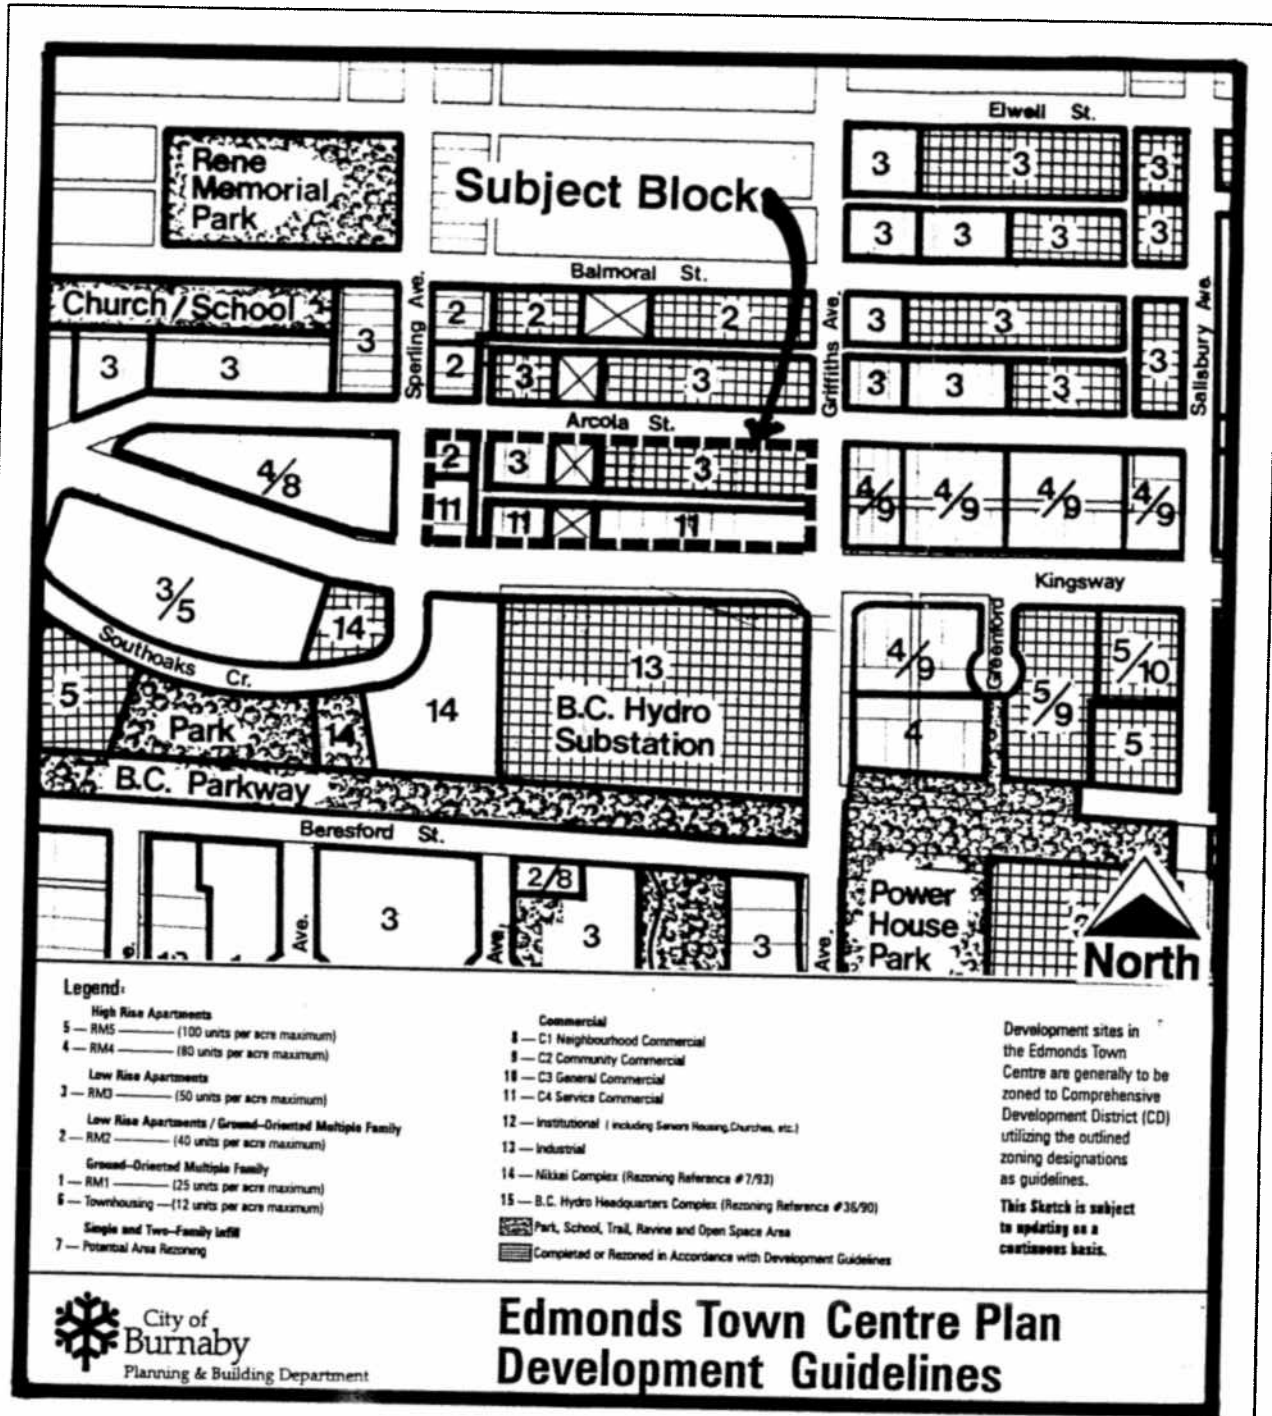 Elwell St.
Rene
Memorial
Park
3
3
3
Subject Block
3
3
3
3
Balmoral St.
Church/School
3
3
3
Sperling Ave.
2
2
2
2
3
3
Griffiths Ave.
3
3
3
3
3
3
Salisbury Ave.
Arcola St.
4/8
2
3
3
11
11
11
4/9
4/9
4/9
4/9
Kingsway
3/5
14
Southoaks Cr.
5
Park
14
14
13
B.C. Hydro
Substation
4/9
Greenford
5/9
5/10
4
5
B.C. Parkway
Beresford St.
Ave.
3
Ave.
2/8
3
3
Ave.
Power
House
Park
North
Legend:
High Rise Apartments
5 — RM5 ——— (100 units per acre maximum)
4 — RM4 ——— (80 units per acre maximum)
Low Rise Apartments
3 — RM3 ——— (50 units per acre maximum)
Low Rise Apartments / Ground-Oriented Multiple Family
2 — RM2 ——— (40 units per acre maximum)
Ground-Oriented Multiple Family
1 — RM1 ——— (25 units per acre maximum)
6 — Townhousing — (12 units per acre maximum)
Single and Two-Family Infill
7 — Potential Area Rezoning
Commercial
8 — C1 Neighbourhood Commercial
9 — C2 Community Commercial
10 — C3 General Commercial
11 — C4 Service Commercial
12 — Institutional (including Seniors Housing, Churches, etc.)
13 — Industrial
14 — Nikkei Complex (Rezoning Reference #7/93)
15 — B.C. Hydro Headquarters Complex (Rezoning Reference #36/90)
Park, School, Trail, Ravine and Open Space Area
Completed or Rezoned in Accordance with Development Guidelines
Development sites in
the Edmonds Town
Centre are generally to be
zoned to Comprehensive
Development District (CD)
utilizing the outlined
zoning designations
as guidelines.
This Sketch is subject
to updating on a
continuous basis.
City of
Burnaby
Planning & Building Department
Edmonds Town Centre Plan
Development Guidelines